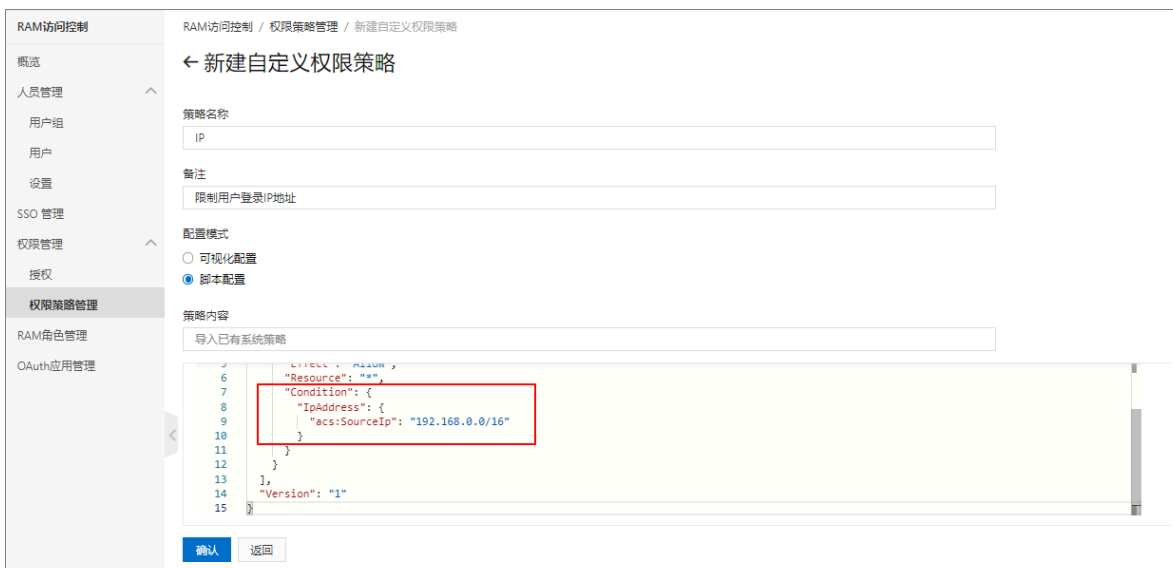 RAM访问控制
概览
人员管理
用户组
用户
设置
SSO 管理
权限管理
授权
权限策略管理
RAM角色管理
OAuth应用管理
RAM访问控制 / 权限策略管理 / 新建自定义权限策略
←新建自定义权限策略
策略名称
IP
备注
限制用户登录IP地址
配置模式
可视化配置
脚本配置
策略内容
导入已有系统策略
5 "Effect": "Allow",
6 "Resource": "*",
7 "Condition": {
8 "IpAddress": {
9 "acs:SourceIp": "192.168.0.0/16"
10 }
11 }
12 }
13 ],
14 "Version": "1"
15 }
确认 返回